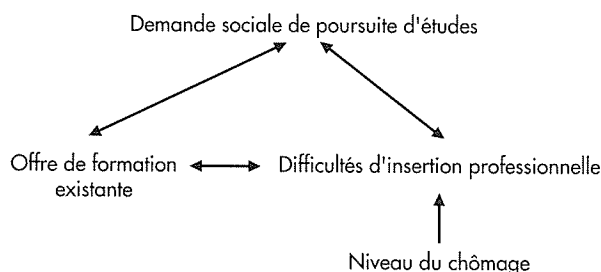 Demande sociale de poursuite d'études
Offre de formation
existante
Difficultés d'insertion professionnelle
Niveau du chômage